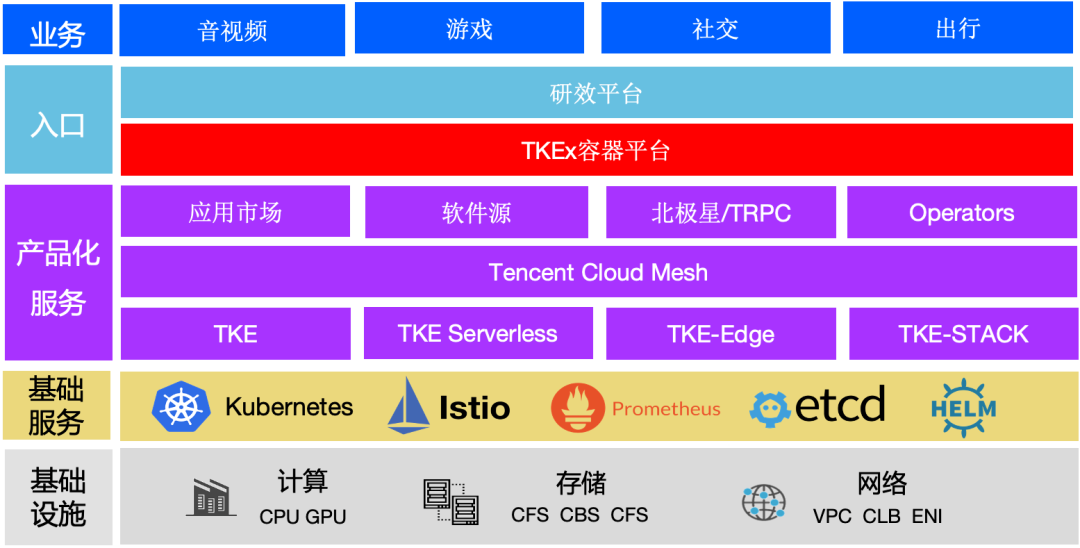 业务
音视频
游戏
社交
出行
入口
研效平台
TKEx容器平台
产品化
服务
应用市场
软件源
北极星/TRPC
Operators
Tencent Cloud Mesh
TKE
TKE Serverless
TKE-Edge
TKE-STACK
基础
服务
Kubernetes
Istio
Prometheus
etcd
HELM
基础
设施
计算
CPU GPU
存储
CFS CBS CFS
网络
VPC CLB ENI